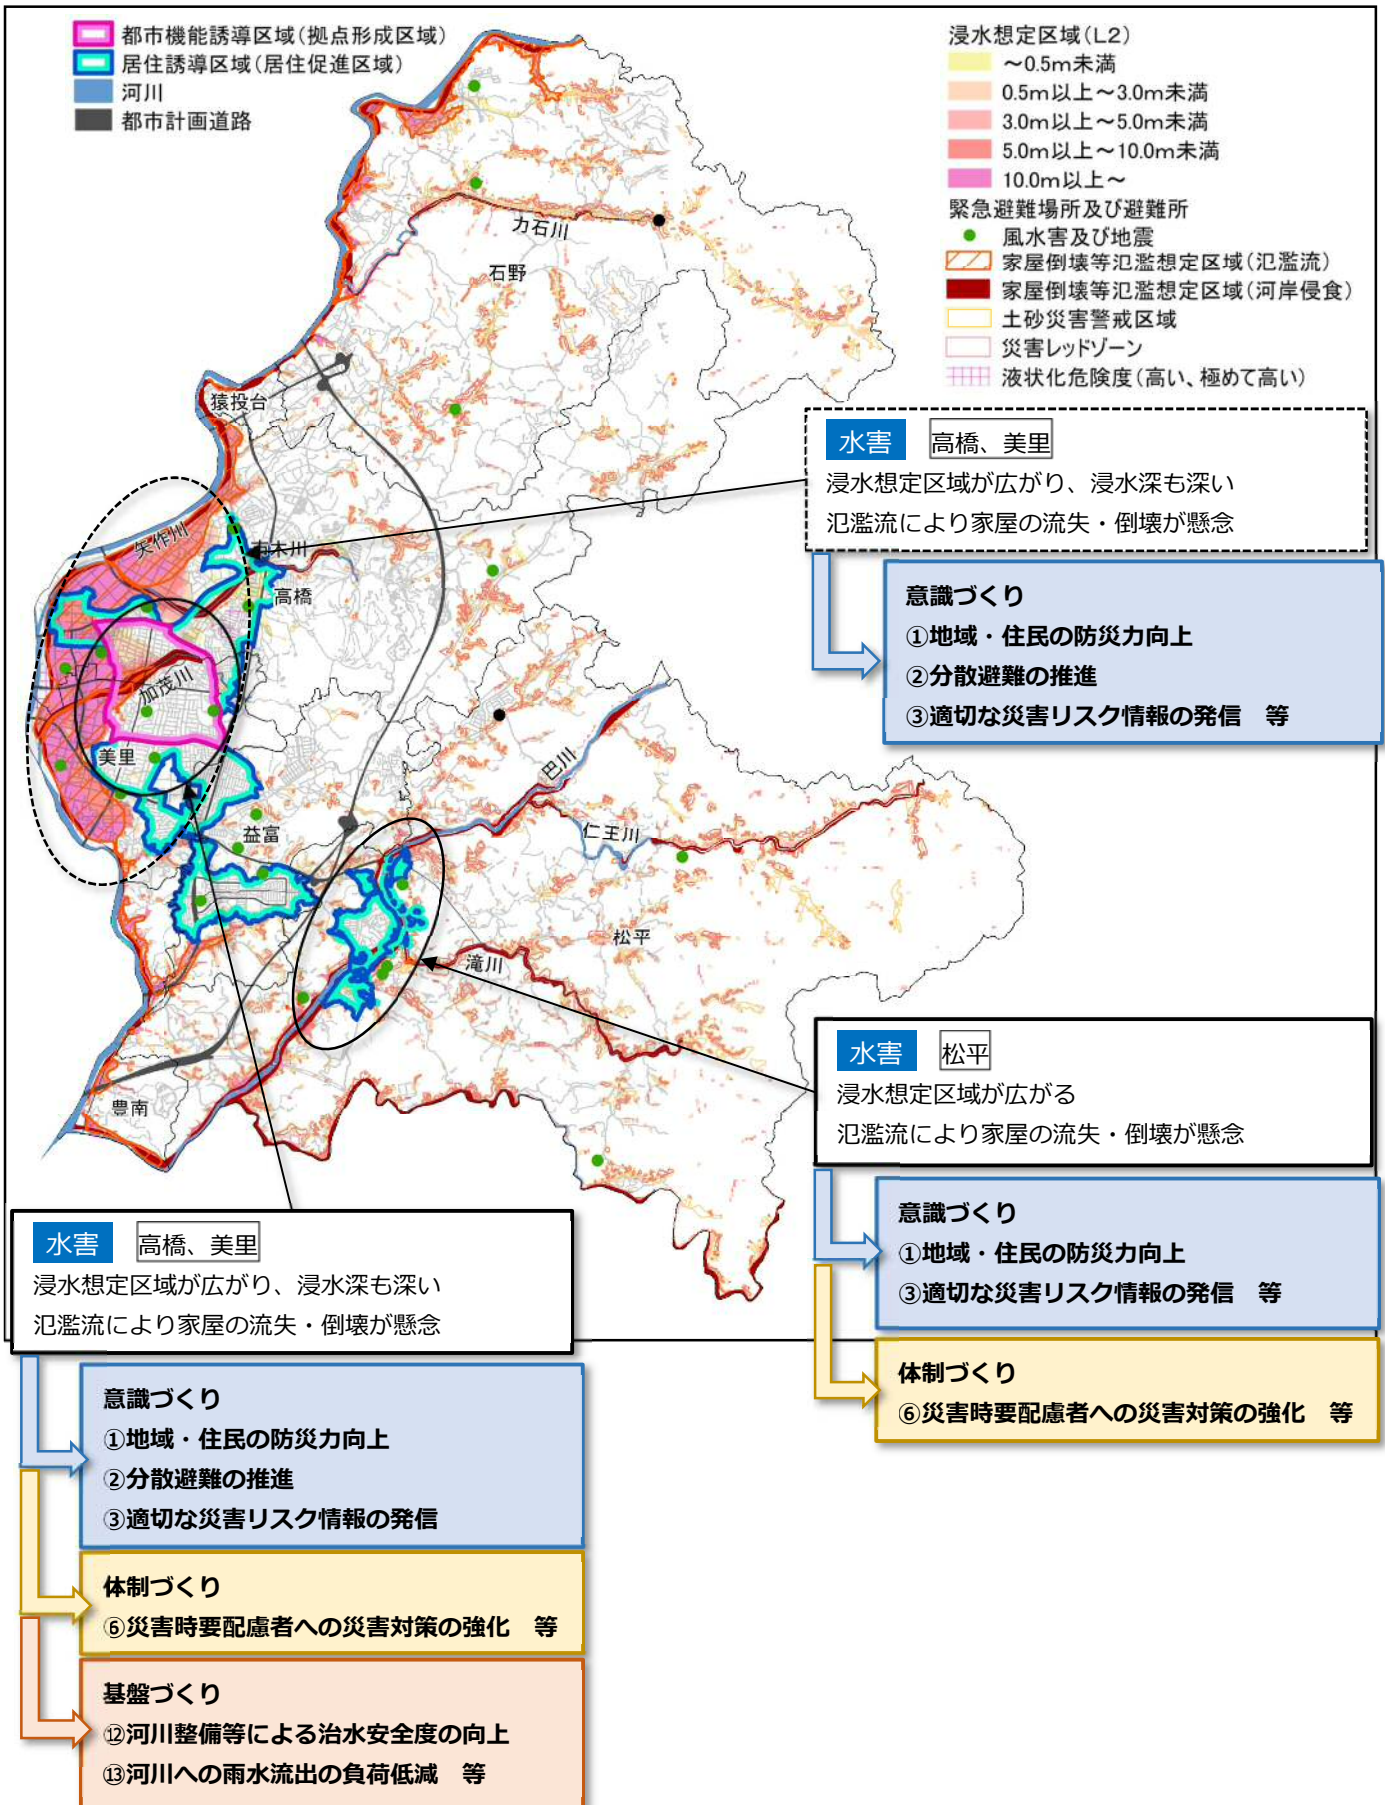 都市機能誘導区域(拠点形成区域)
居住誘導区域(居住促進区域)
河川
都市計画道路
浸水想定区域(L2)
～0.5m未満
0.5m以上～3.0m未満
3.0m以上～5.0m未満
5.0m以上～10.0m未満
10.0m以上～
緊急避難場所及び避難所
風水害及び地震
家屋倒壊等氾濫想定区域(氾濫流)
家屋倒壊等氾濫想定区域(河岸侵食)
土砂災害警戒区域
災害レッドゾーン
液状化危険度(高い、極めて高い)
力石川
石野
猿投台
矢作川
市木川
高橋
加茂川
美里
益富
巴川
仁王川
松平
滝川
豊南
水害 高橋、美里
浸水想定区域が広がり、浸水深も深い
氾濫流により家屋の流失・倒壊が懸念
意識づくり
①地域・住民の防災力向上
②分散避難の推進
③適切な災害リスク情報の発信 等
水害 松平
浸水想定区域が広がる
氾濫流により家屋の流失・倒壊が懸念
意識づくり
①地域・住民の防災力向上
③適切な災害リスク情報の発信 等
体制づくり
⑥災害時要配慮者への災害対策の強化 等
水害 高橋、美里
浸水想定区域が広がり、浸水深も深い
氾濫流により家屋の流失・倒壊が懸念
意識づくり
①地域・住民の防災力向上
②分散避難の推進
③適切な災害リスク情報の発信
体制づくり
⑥災害時要配慮者への災害対策の強化 等
基盤づくり
⑫河川整備等による治水安全度の向上
⑬河川への雨水流出の負荷低減 等